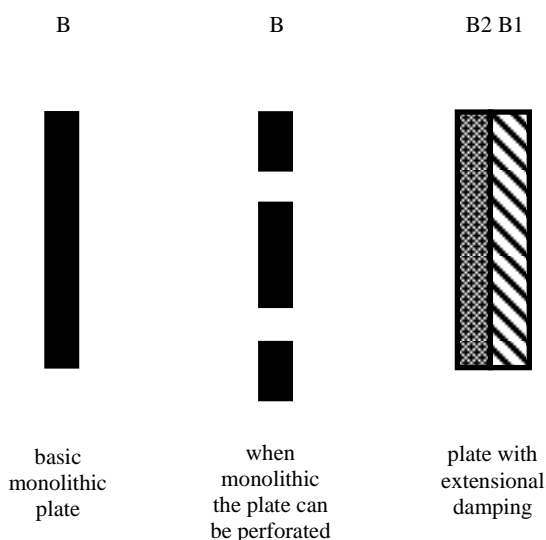 B
B
B2 B1
basic
monolithic
plate
when
monolithic
the plate can
be perforated
plate with
extensional
damping